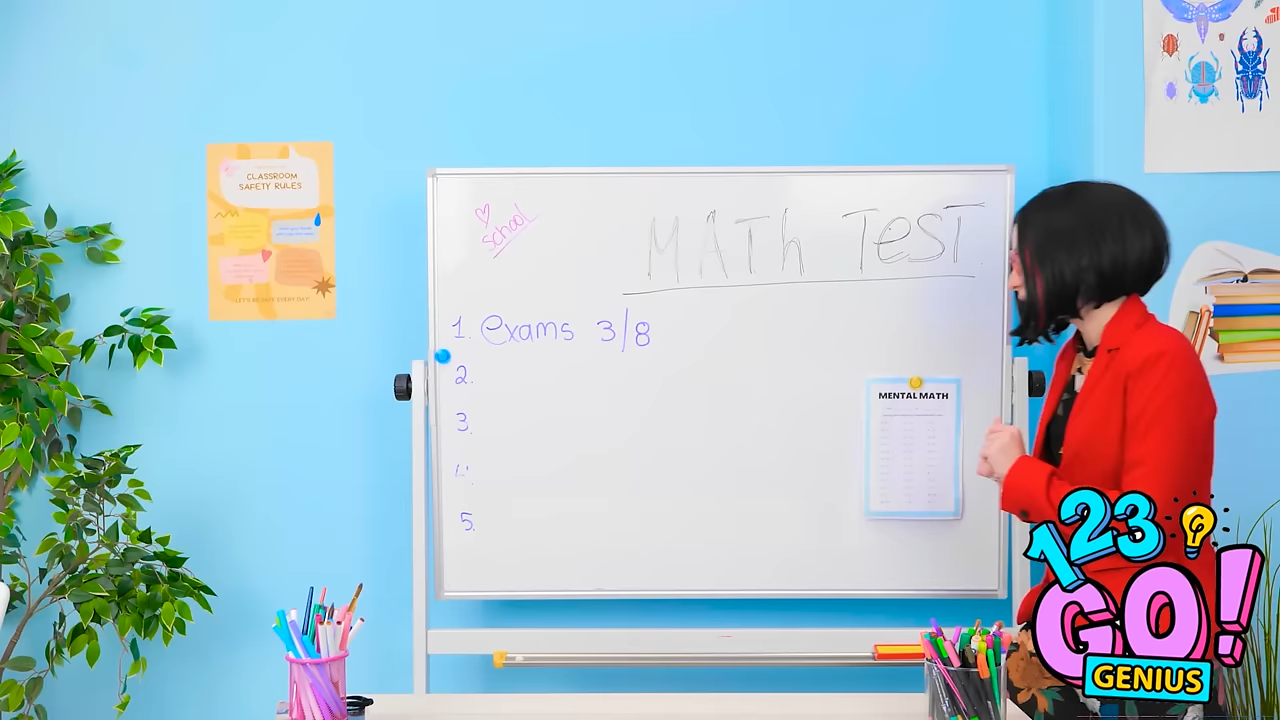 CLASSROOM
SAFETY RULES
LET'S BE SAFE EVERY DAY!
school
MATh TesT
1. exams 3/8
2.
3.
4.
5.
MENTAL MATH
123
GO!
GENIUS